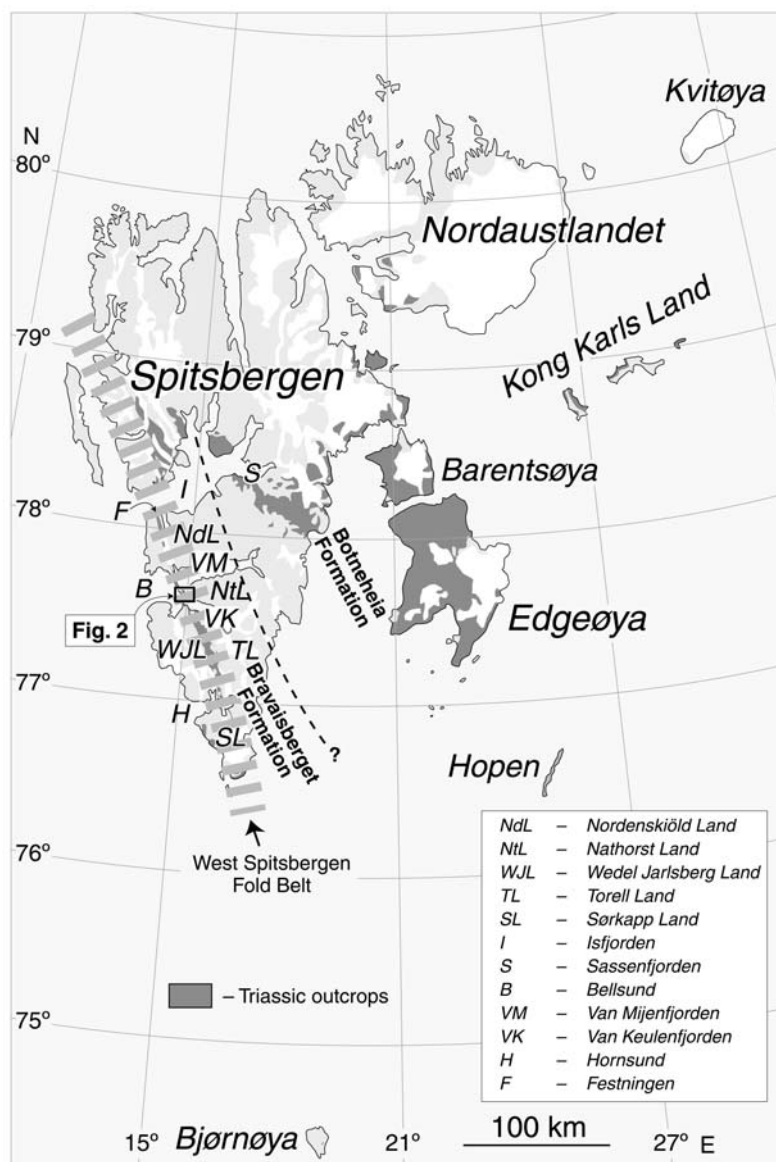 Kvitøya
N
80°
Nordaustlandet
79°
Kong Karls Land
Spitsbergen
Barentsøya
S
I
78°
F
NdL
Botneheia
Formation
VM
B
NtL
Edgeøya
Fig. 2
VK
WJL
TL
77°
Bravaisberget
Formation
H
SL
?
Hopen
76°
West Spitsbergen
Fold Belt
NdL – Nordenskiöld Land
NtL – Nathorst Land
WJL – Wedel Jarlsberg Land
TL – Torell Land
SL – Sørkapp Land
I – Isfjorden
S – Sassenfjorden
B – Bellsund
VM – Van Mijenfjorden
VK – Van Keulenfjorden
H – Hornsund
F – Festningen
– Triassic outcrops
75°
15°
Bjørnøya
21°
100 km
27° E